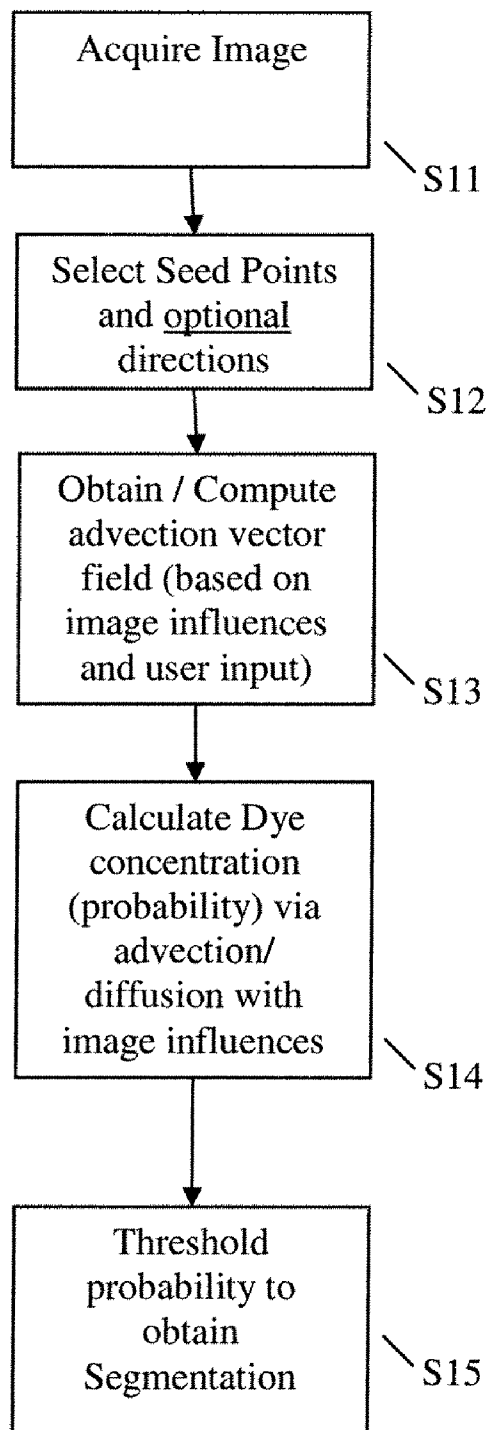 Acquire Image
S11
Select Seed Points
and optional
directions
S12
Obtain / Compute
advection vector
field (based on
image influences
and user input)
S13
Calculate Dye
concentration
(probability) via
advection/
diffusion with
image influences
S14
Threshold
probability to
obtain
Segmentation
S15